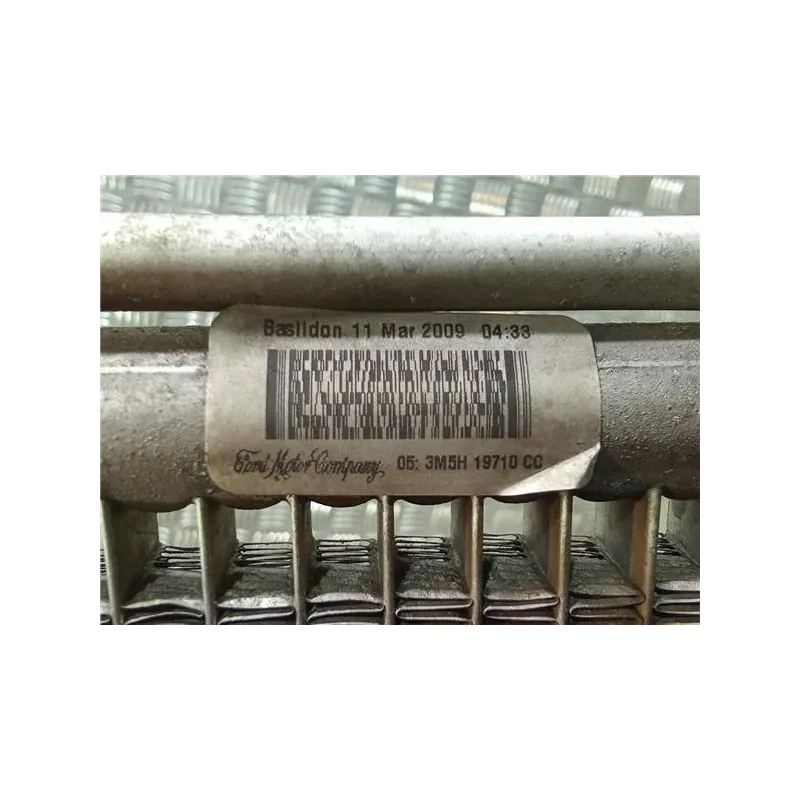 Basildon 11 Mar 2009 04:33
Ford Motor Company 05: 3M5H 19710 CC